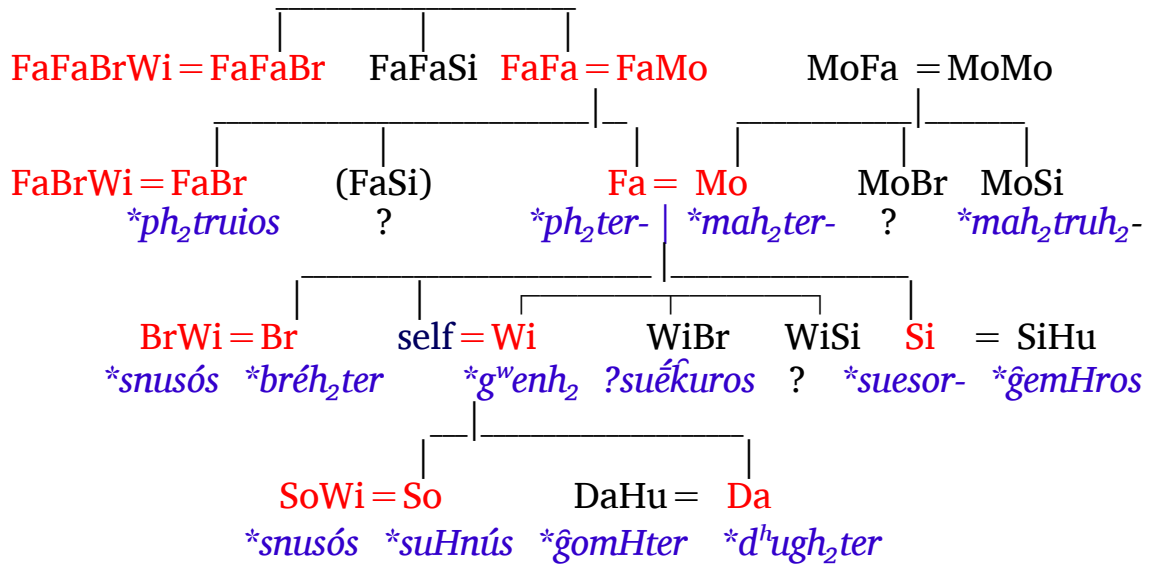 FaFaBrWi = FaFaBr FaFaSi FaFa = FaMo MoFa = MoMo
FaBrWi = FaBr (FaSi) Fa = Mo MoBr MoSi
*ph₂truios ? *ph₂ter- *mah₂ter- ? *mah₂truh₂-
BrWi = Br self = Wi WiBr WiSi Si = SiHu
*snusós *bréh₂ter *gʷenh₂ ?suḗk̑uros ? *suesor- *ĝemHros
SoWi = So DaHu = Da
*snusós *suHnús *ĝomHter *dʰugh₂ter